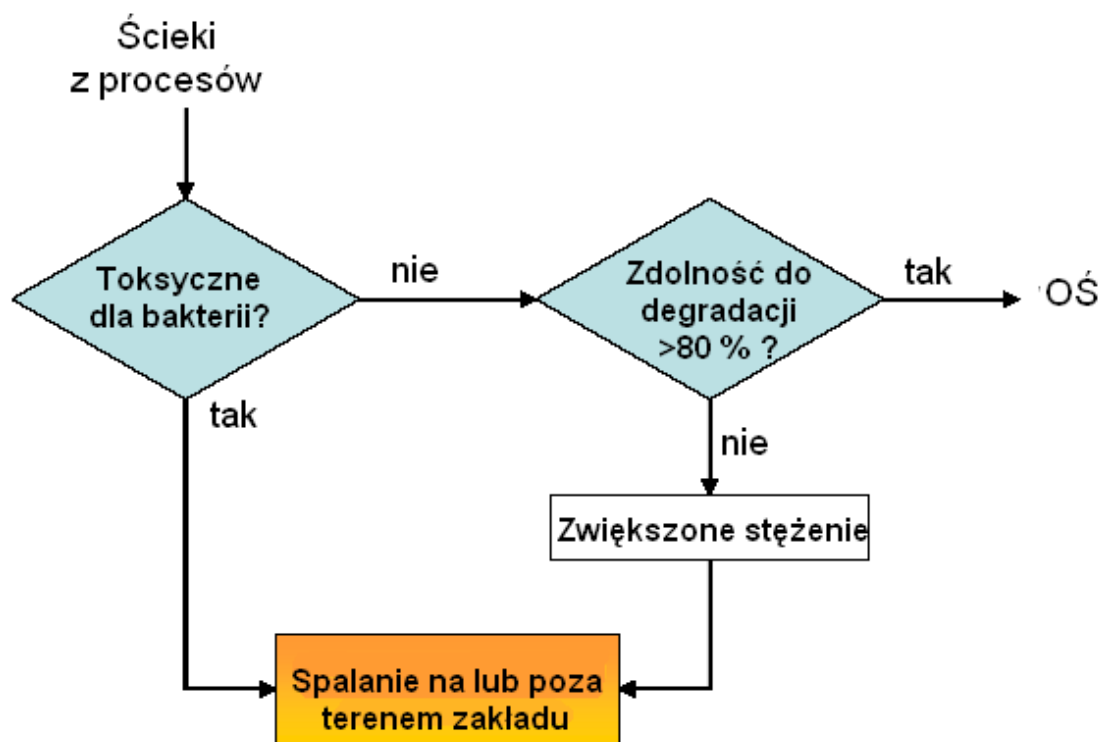 Ścieki
z procesów
Toksyczne
dla bakterii?
nie
Zdolność do
degradacji
>80 % ?
tak
OŚ
tak
nie
Zwiększone stężenie
Spalanie na lub poza
terenem zakładu